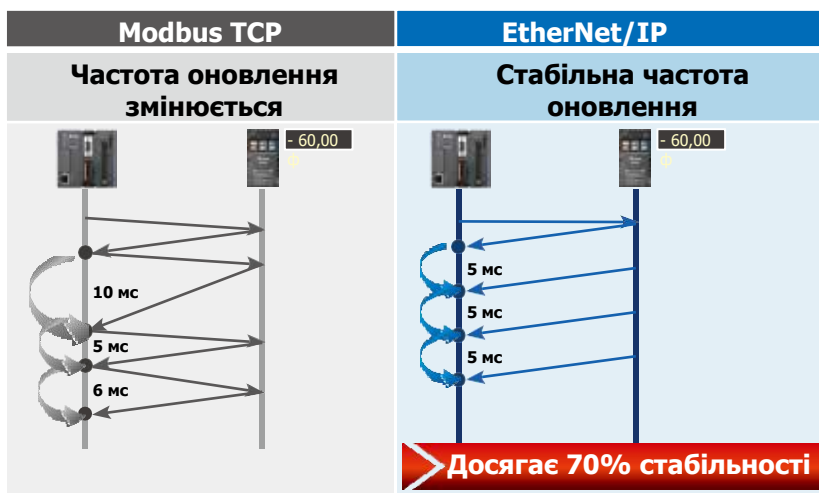 Modbus TCP
EtherNet/IP
Частота оновлення
змінюється
Стабільна частота
оновлення
- 60,00
Ф
- 60,00
Ф
10 мс
5 мс
6 мс
5 мс
5 мс
5 мс
Досягає 70% стабільності